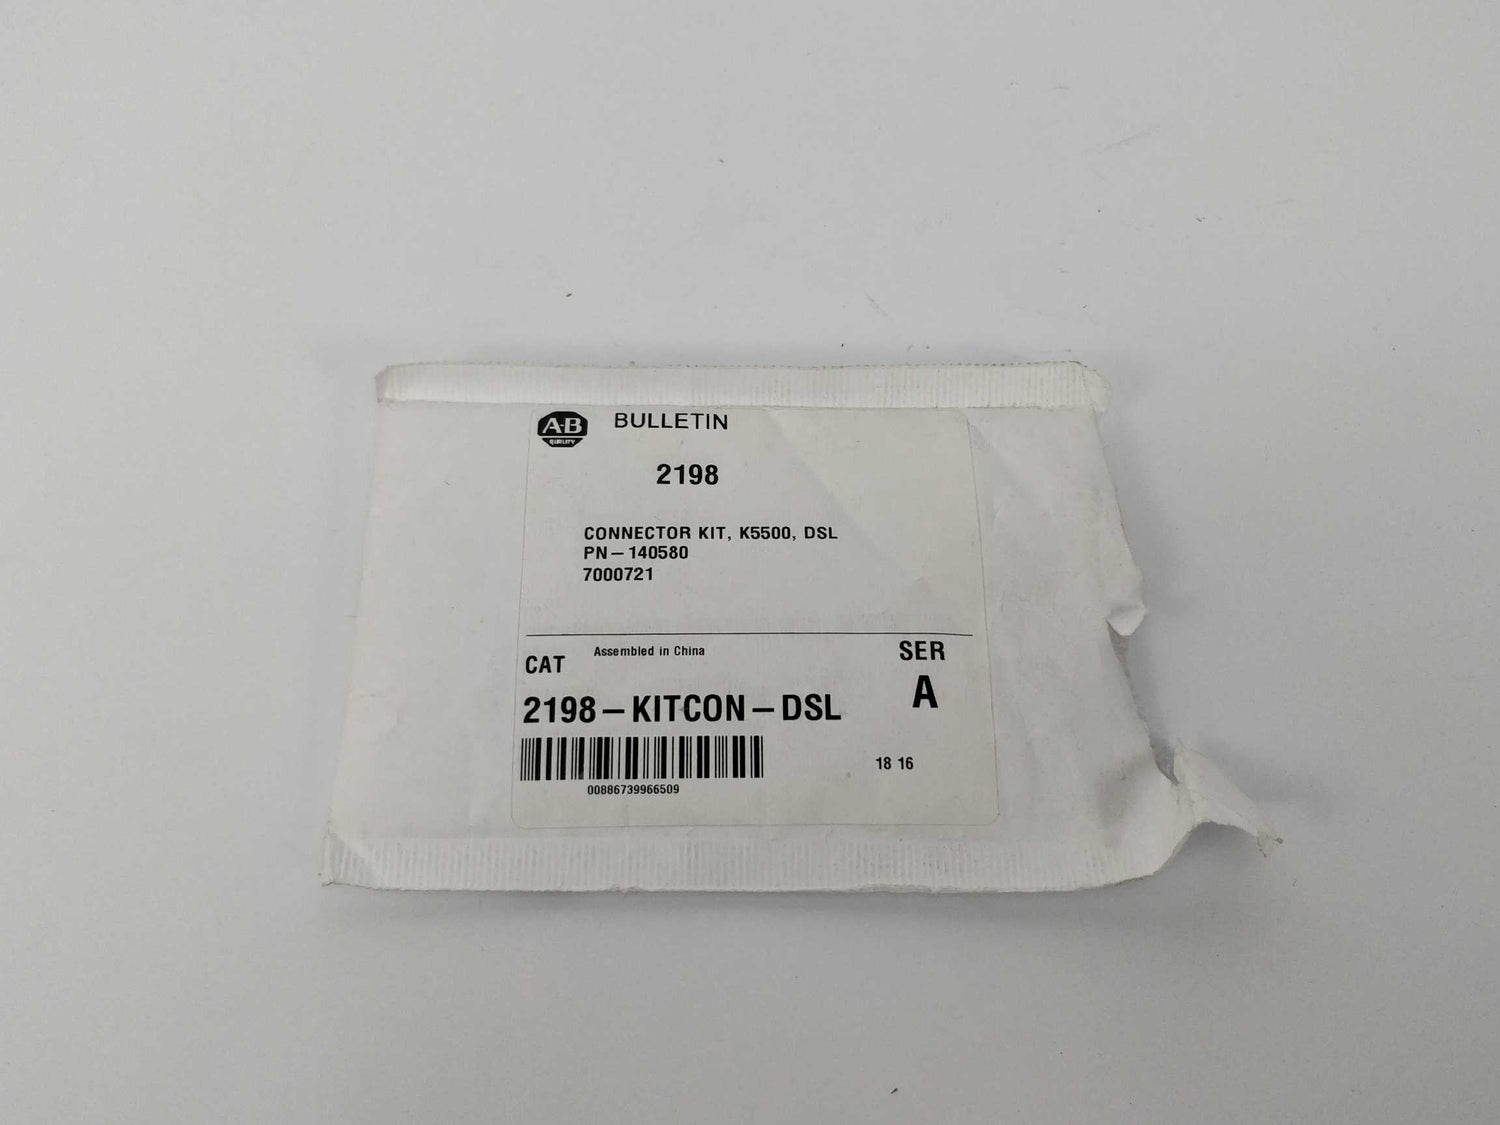 A-B
QUALITY
BULLETIN
2198
CONNECTOR KIT, K5500, DSL
PN-140580
7000721
Assembled in China
CAT
SER
A
2198-KITCON-DSL
18 16
00886739966509